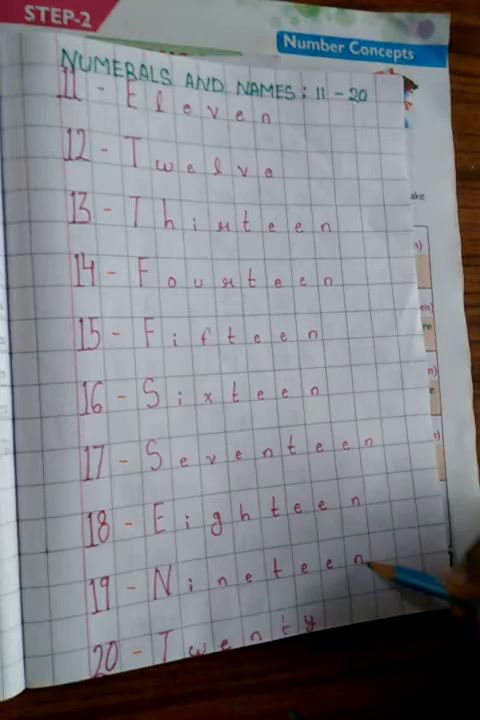 STEP-2
Number Concepts
NUMERALS AND NAMES: 11-20
11 - Eleven
12 - Twelve
13 - Thirteen
14 - Fourteen
15 - Fifteen
16 - Sixteen
17 - Seventeen
18 - Eighteen
19 - Nineteen
20 - Twenty